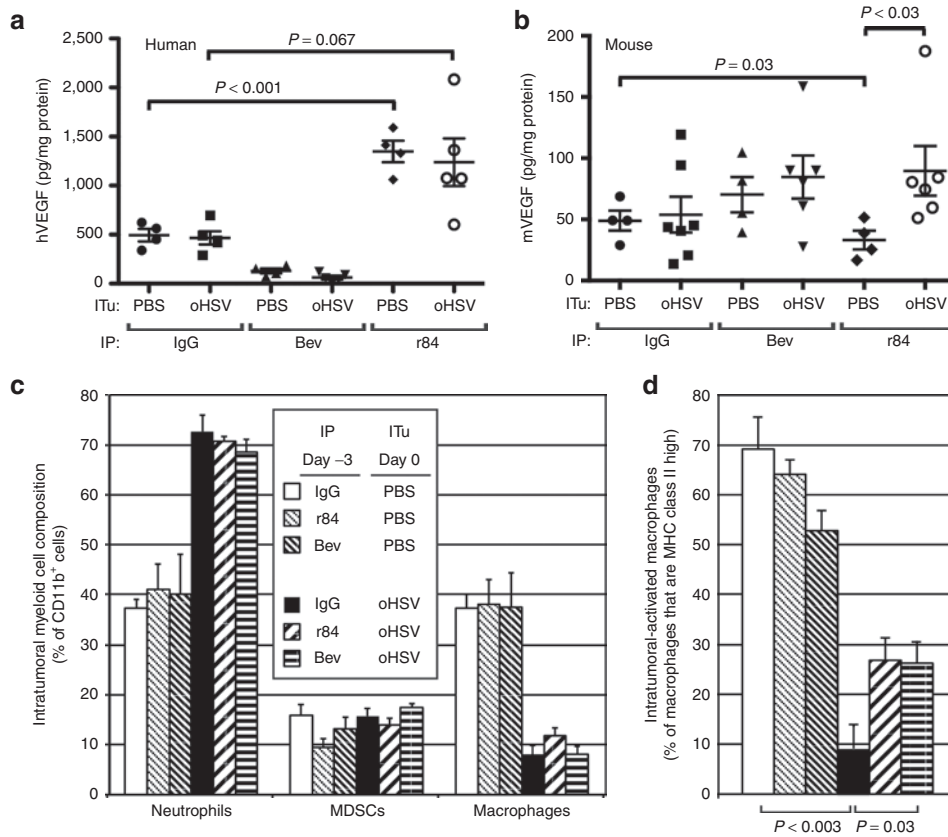 a
Human
2,500
2,000
1,500
1,000
500
0
hVEGF (pg/mg protein)
P = 0.067
P < 0.001
ITu: PBS oHSV PBS oHSV PBS oHSV
IP: IgG Bev r84
b
Mouse
200
150
100
50
0
mVEGF (pg/mg protein)
P < 0.03
P = 0.03
ITu: PBS oHSV PBS oHSV PBS oHSV
IP: IgG Bev r84
c
80
70
60
50
40
30
20
10
0
Intratumoral myeloid cell composition
(% of CD11b+ cells)
IP ITu
Day −3 Day 0
IgG PBS
r84 PBS
Bev PBS
IgG oHSV
r84 oHSV
Bev oHSV
Neutrophils MDSCs Macrophages
d
80
70
60
50
40
30
20
10
0
Intratumoral-activated macrophages
(% of macrophages that are MHC class II high)
P < 0.003 P = 0.03